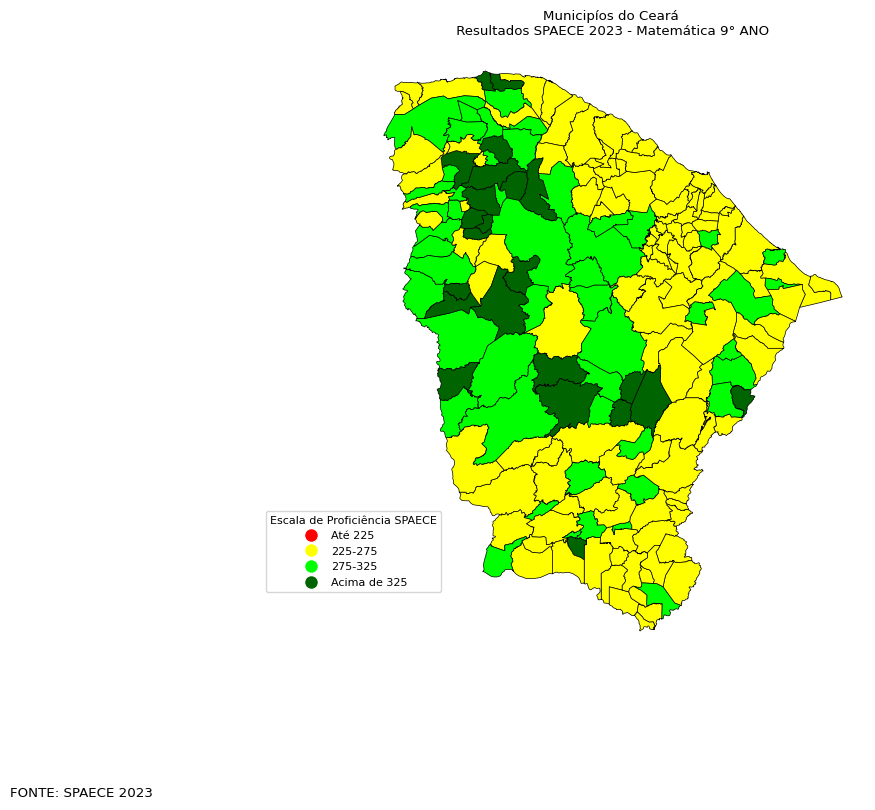 Municipíos do Ceará
Resultados SPAECE 2023 - Matemática 9° ANO
Escala de Proficiência SPAECE
Até 225
225-275
275-325
Acima de 325
FONTE: SPAECE 2023